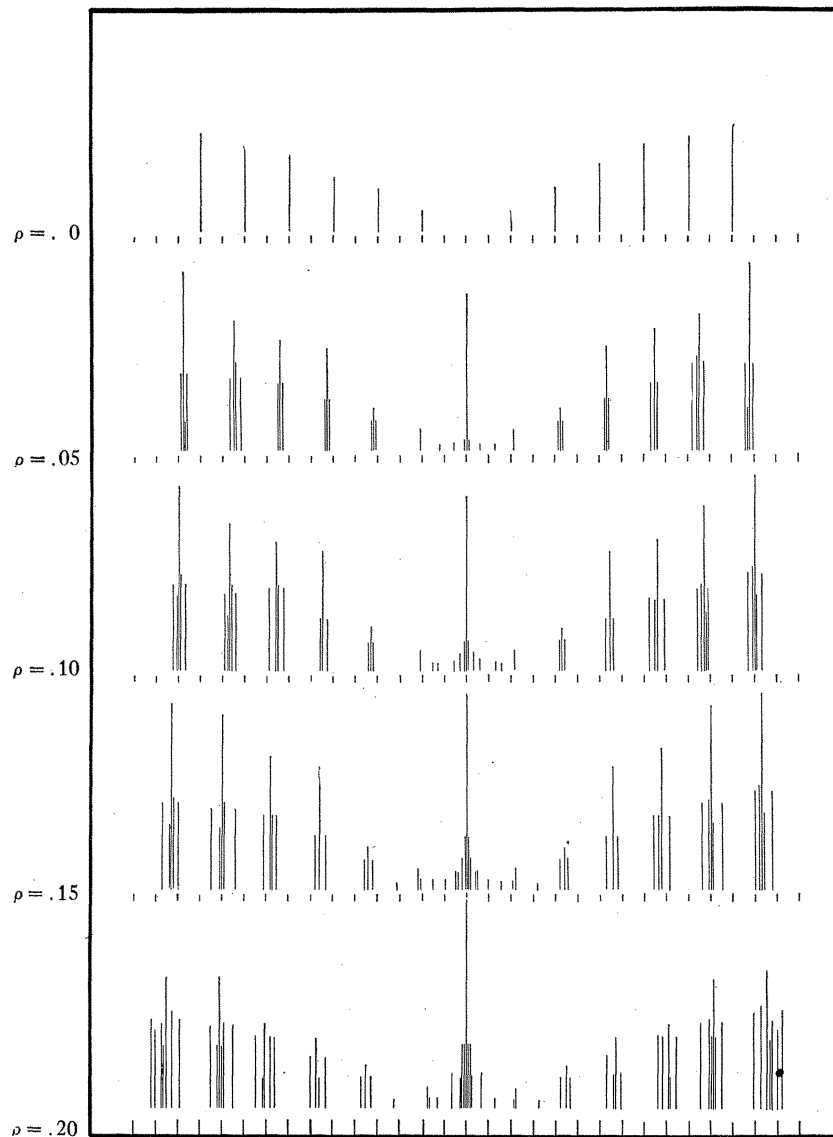 ρ = . 0
ρ = .05
ρ = .10
ρ = .15
ρ = .20